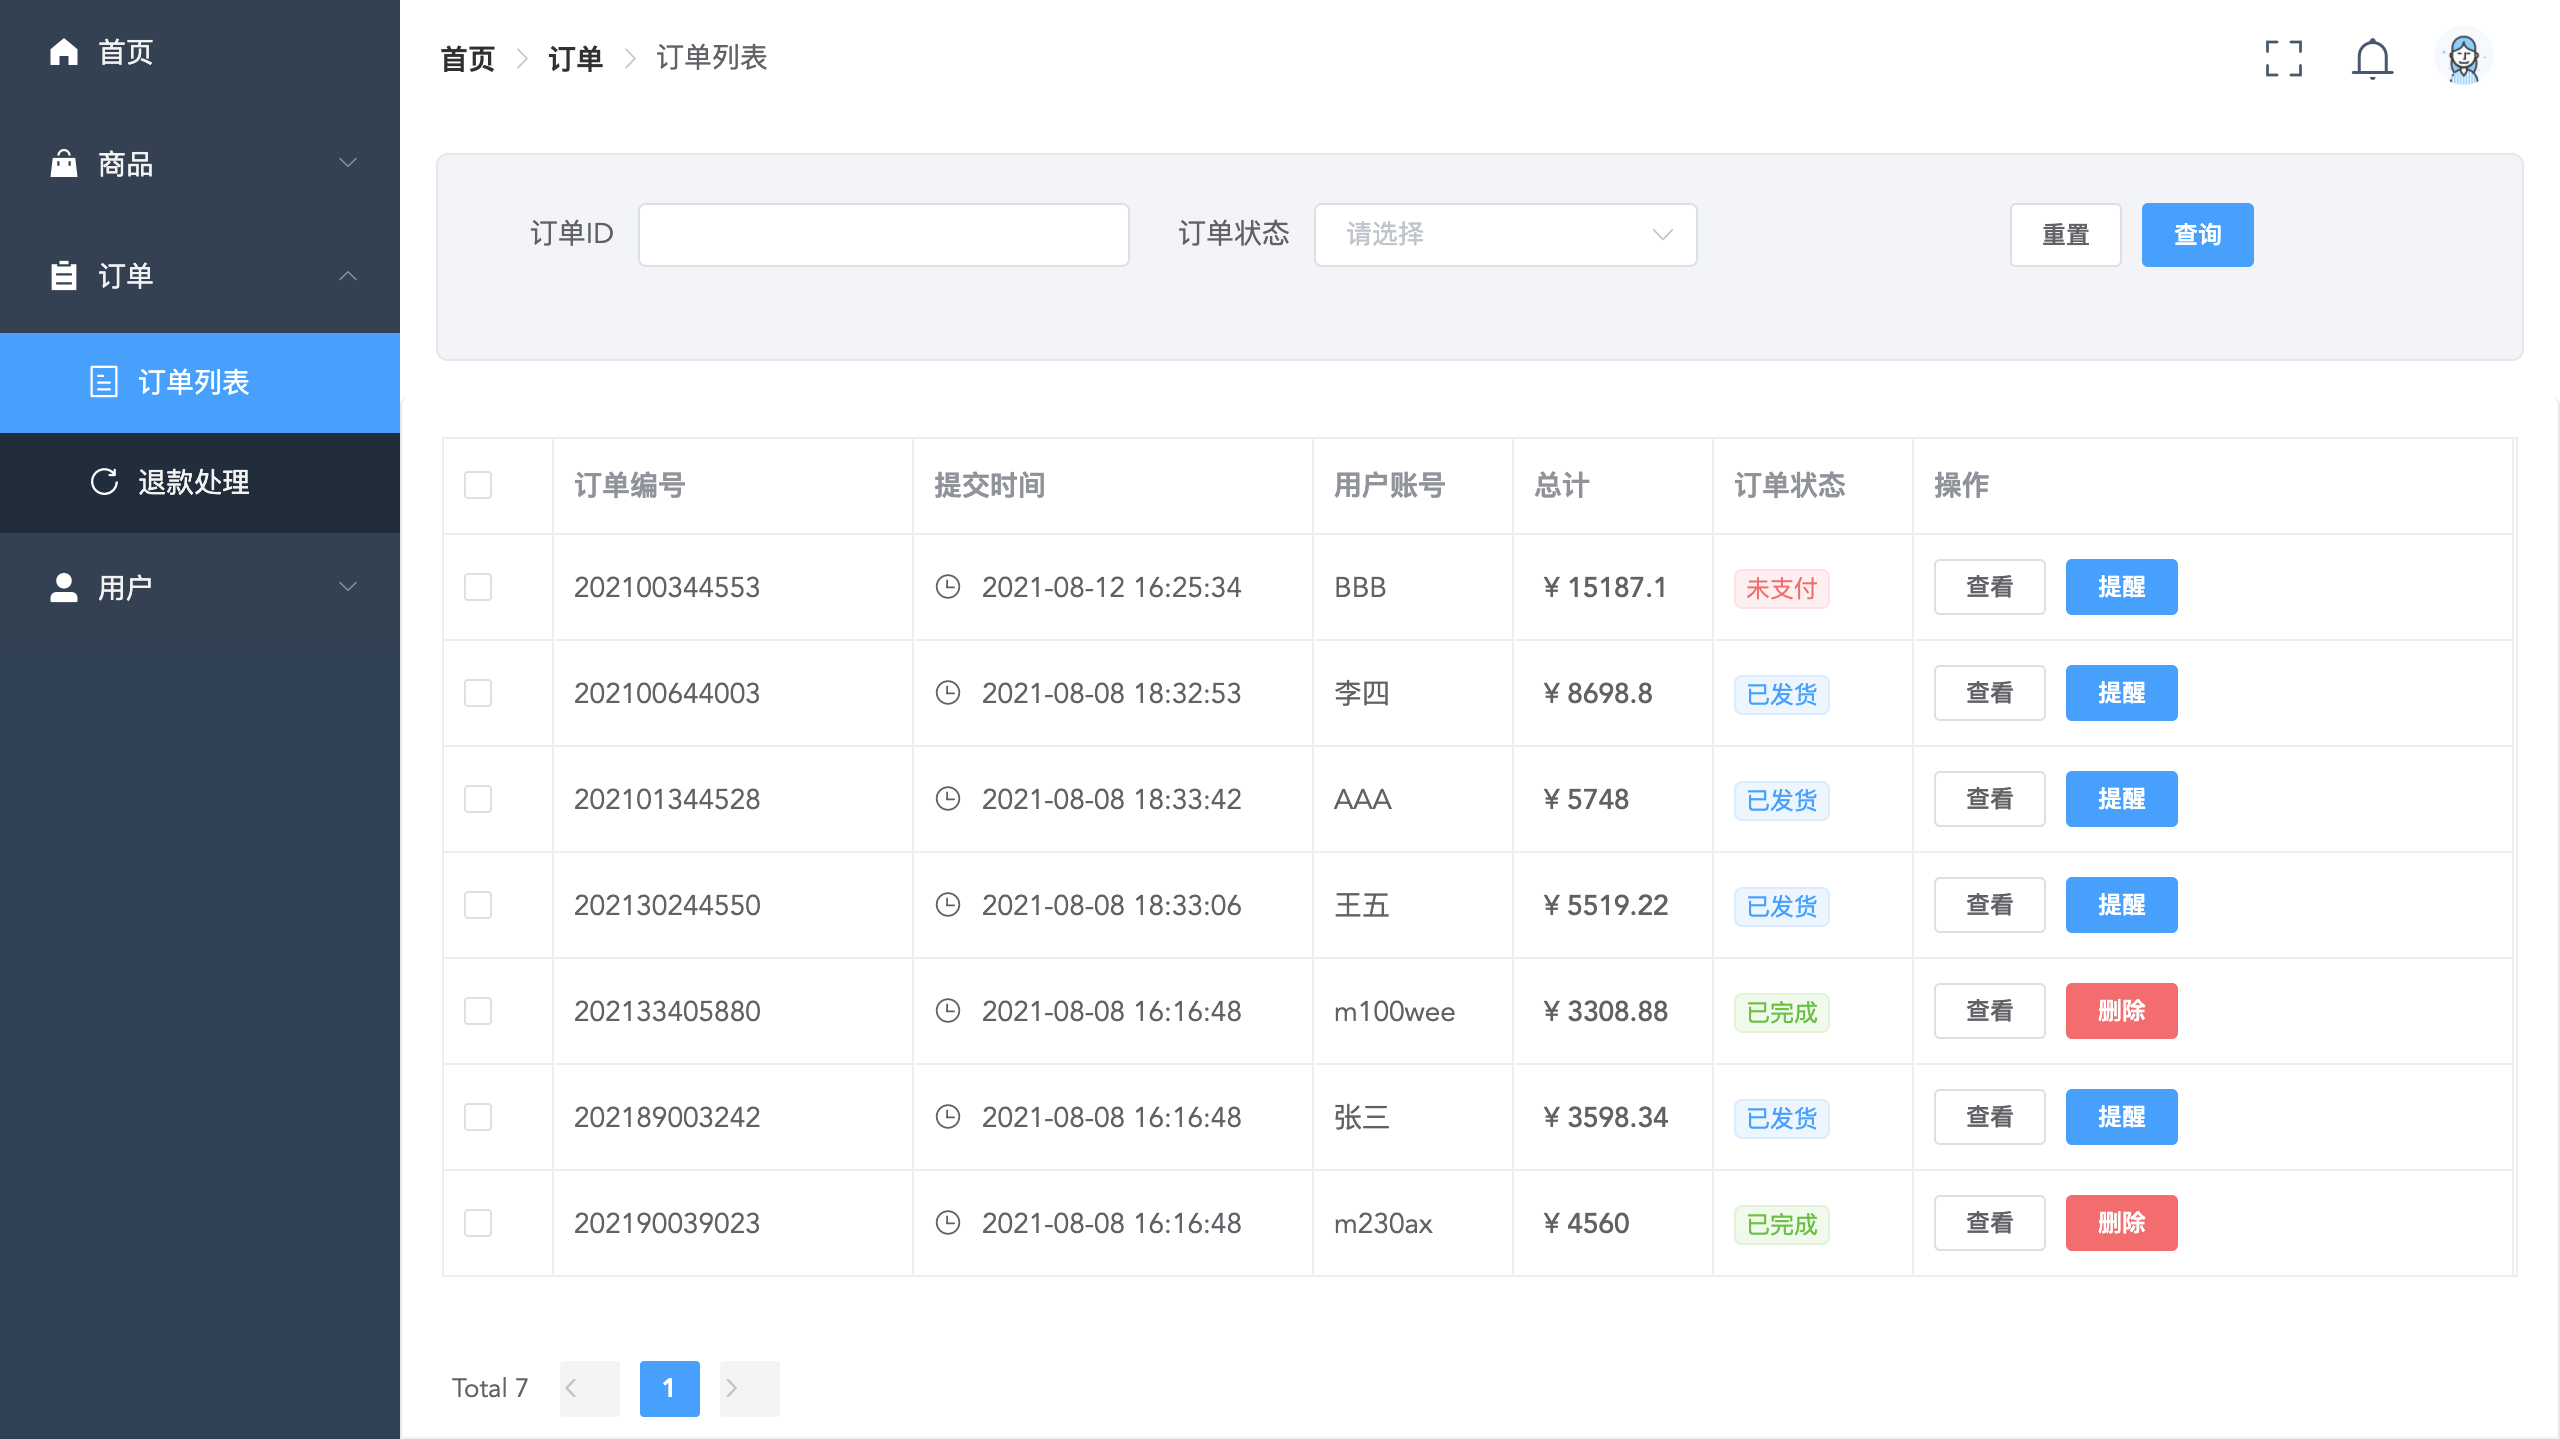 首页
商品
订单
订单列表
退款处理
用户
首页 订单 订单列表
订单ID 订单状态 请选择 重置 查询
订单编号 提交时间 用户账号 总计 订单状态 操作
202100344553 2021-08-12 16:25:34 BBB ¥ 15187.1 未支付 查看 提醒
202100644003 2021-08-08 18:32:53 李四 ¥ 8698.8 已发货 查看 提醒
202101344528 2021-08-08 18:33:42 AAA ¥ 5748 已发货 查看 提醒
202130244550 2021-08-08 18:33:06 王五 ¥ 5519.22 已发货 查看 提醒
202133405880 2021-08-08 16:16:48 m100wee ¥ 3308.88 已完成 查看 删除
202189003242 2021-08-08 16:16:48 张三 ¥ 3598.34 已发货 查看 提醒
202190039023 2021-08-08 16:16:48 m230ax ¥ 4560 已完成 查看 删除
Total 7 1